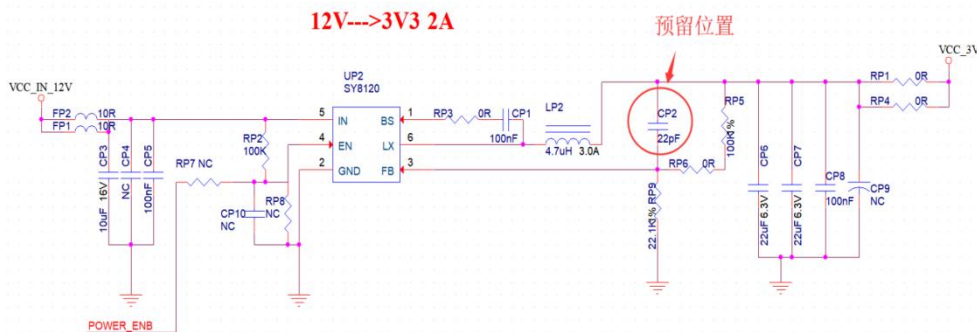 12V--->3V3 2A
预留位置
VCC_IN_12V
VCC_3V
FP2 10R
FP1 10R
UP2
SY8120
5 IN
4 EN
2 GND
BS 1
LX 6
FB 3
RP3 0R
CP1
100nF
LP2
4.7uH 3.0A
CP2
22pF
RP5
100K1%
RP6 0R
RP9
22.1K1%
RP1 0R
RP4 0R
RP2
100K
RP7 NC
RP8
NC
CP10
NC
CP3
10uF 16V
CP4
NC
CP5
100nF
CP6
22uF 6.3V
CP7
22uF 6.3V
CP8
100nF
CP9
NC
POWER_ENB